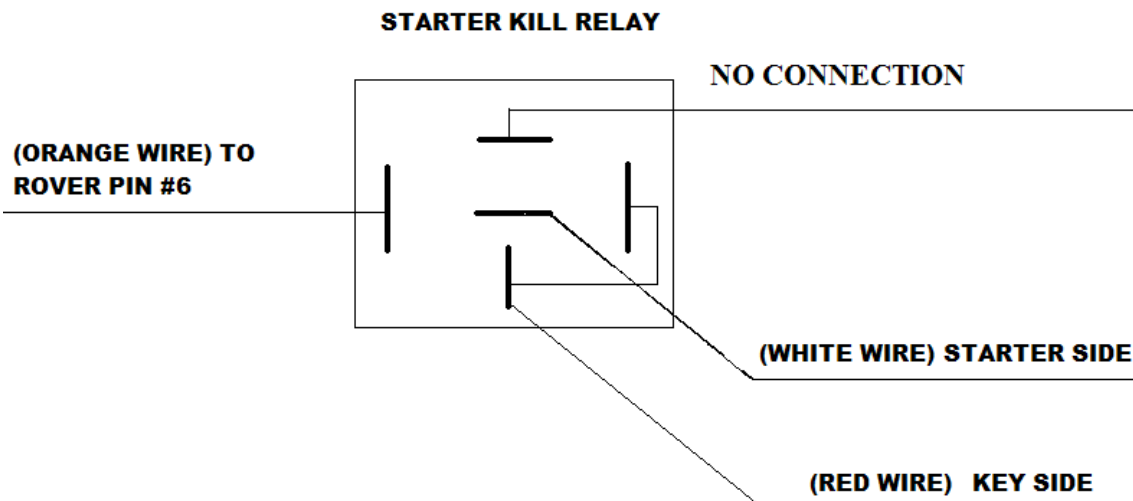 STARTER KILL RELAY
NO CONNECTION
(ORANGE WIRE) TO
ROVER PIN #6
(WHITE WIRE) STARTER SIDE
(RED WIRE) KEY SIDE